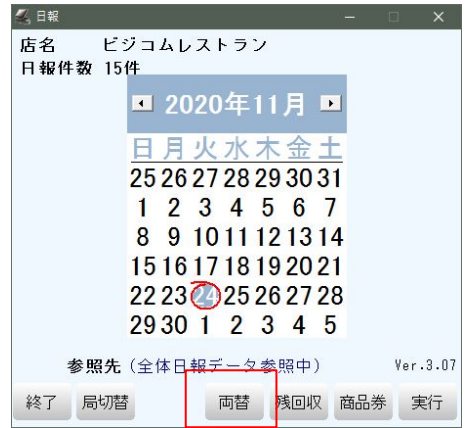 日報
店名 ビジコムレストラン
日報件数 15件
2020年11月
日 月 火 水 木 金 土
25 26 27 28 29 30 31
1 2 3 4 5 6 7
8 9 10 11 12 13 14
15 16 17 18 19 20 21
22 23 24 25 26 27 28
29 30 1 2 3 4 5
参照先 (全体日報データ参照中) Ver.3.07
終了 局切替 両替 残回収 商品券 実行